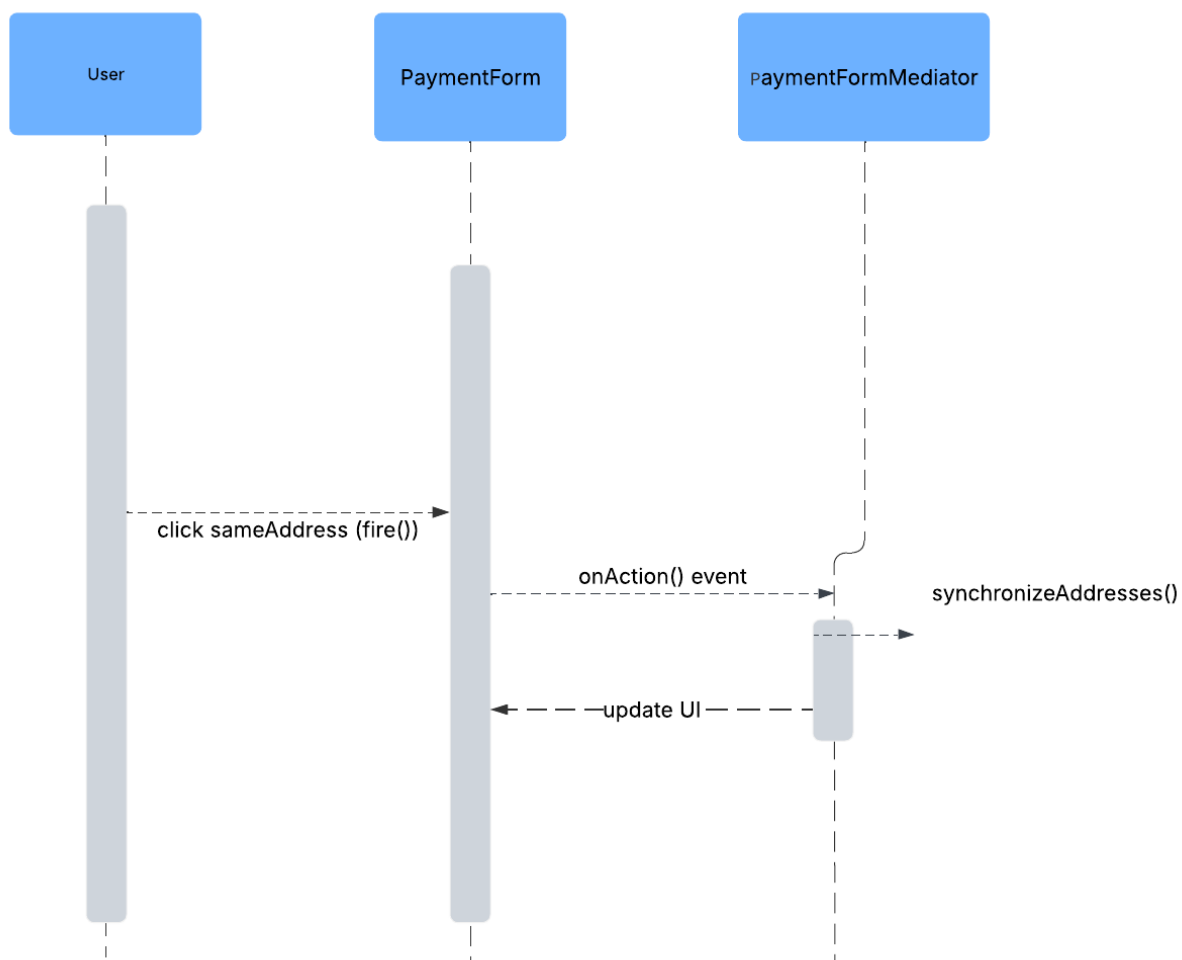 User
PaymentForm
PaymentFormMediator
click sameAddress (fire())
onAction() event
synchronizeAddresses()
update UI